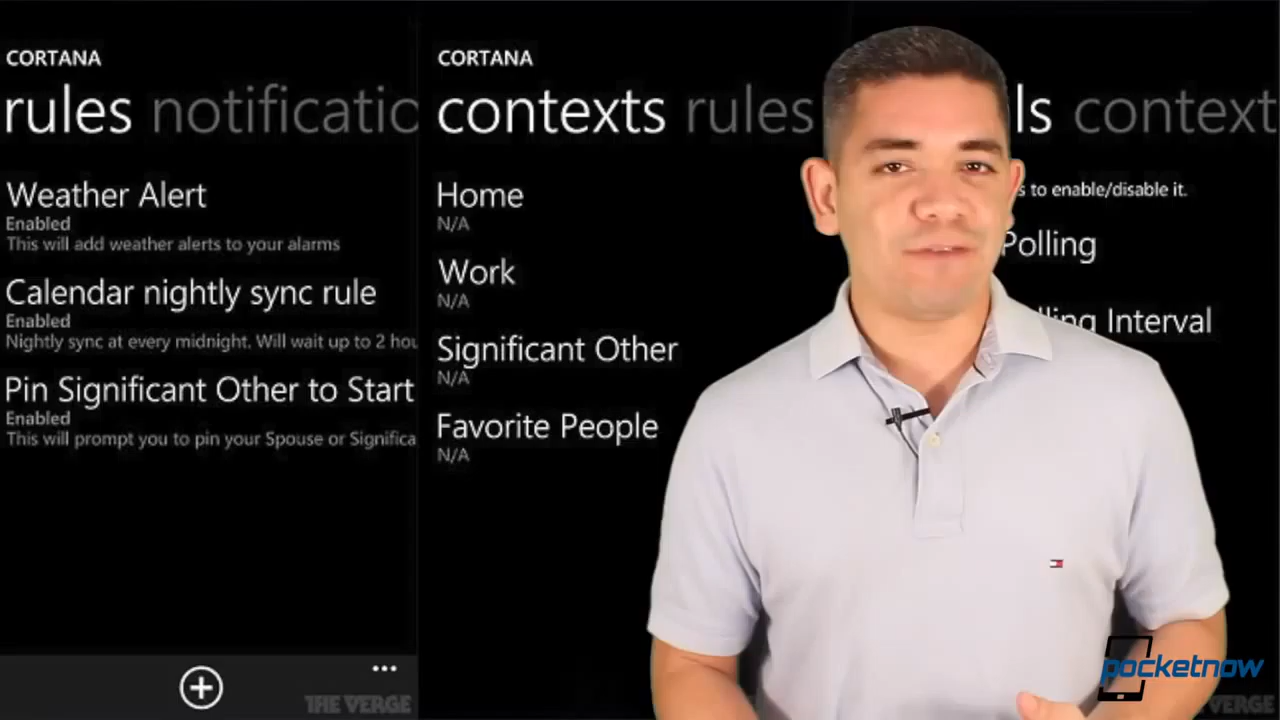 CORTANA
rules notificatio
Weather Alert
Enabled
This will add weather alerts to your alarms
Calendar nightly sync rule
Enabled
Nightly sync at every midnight. Will wait up to 2 hou
Pin Significant Other to Start
Enabled
This will prompt you to pin your Spouse or Significa
THE VERGE
CORTANA
contexts rules
Home
N/A
Work
N/A
Significant Other
N/A
Favorite People
N/A
ls context
s to enable/disable it.
Polling
lling Interval
pocketnow
VERGE